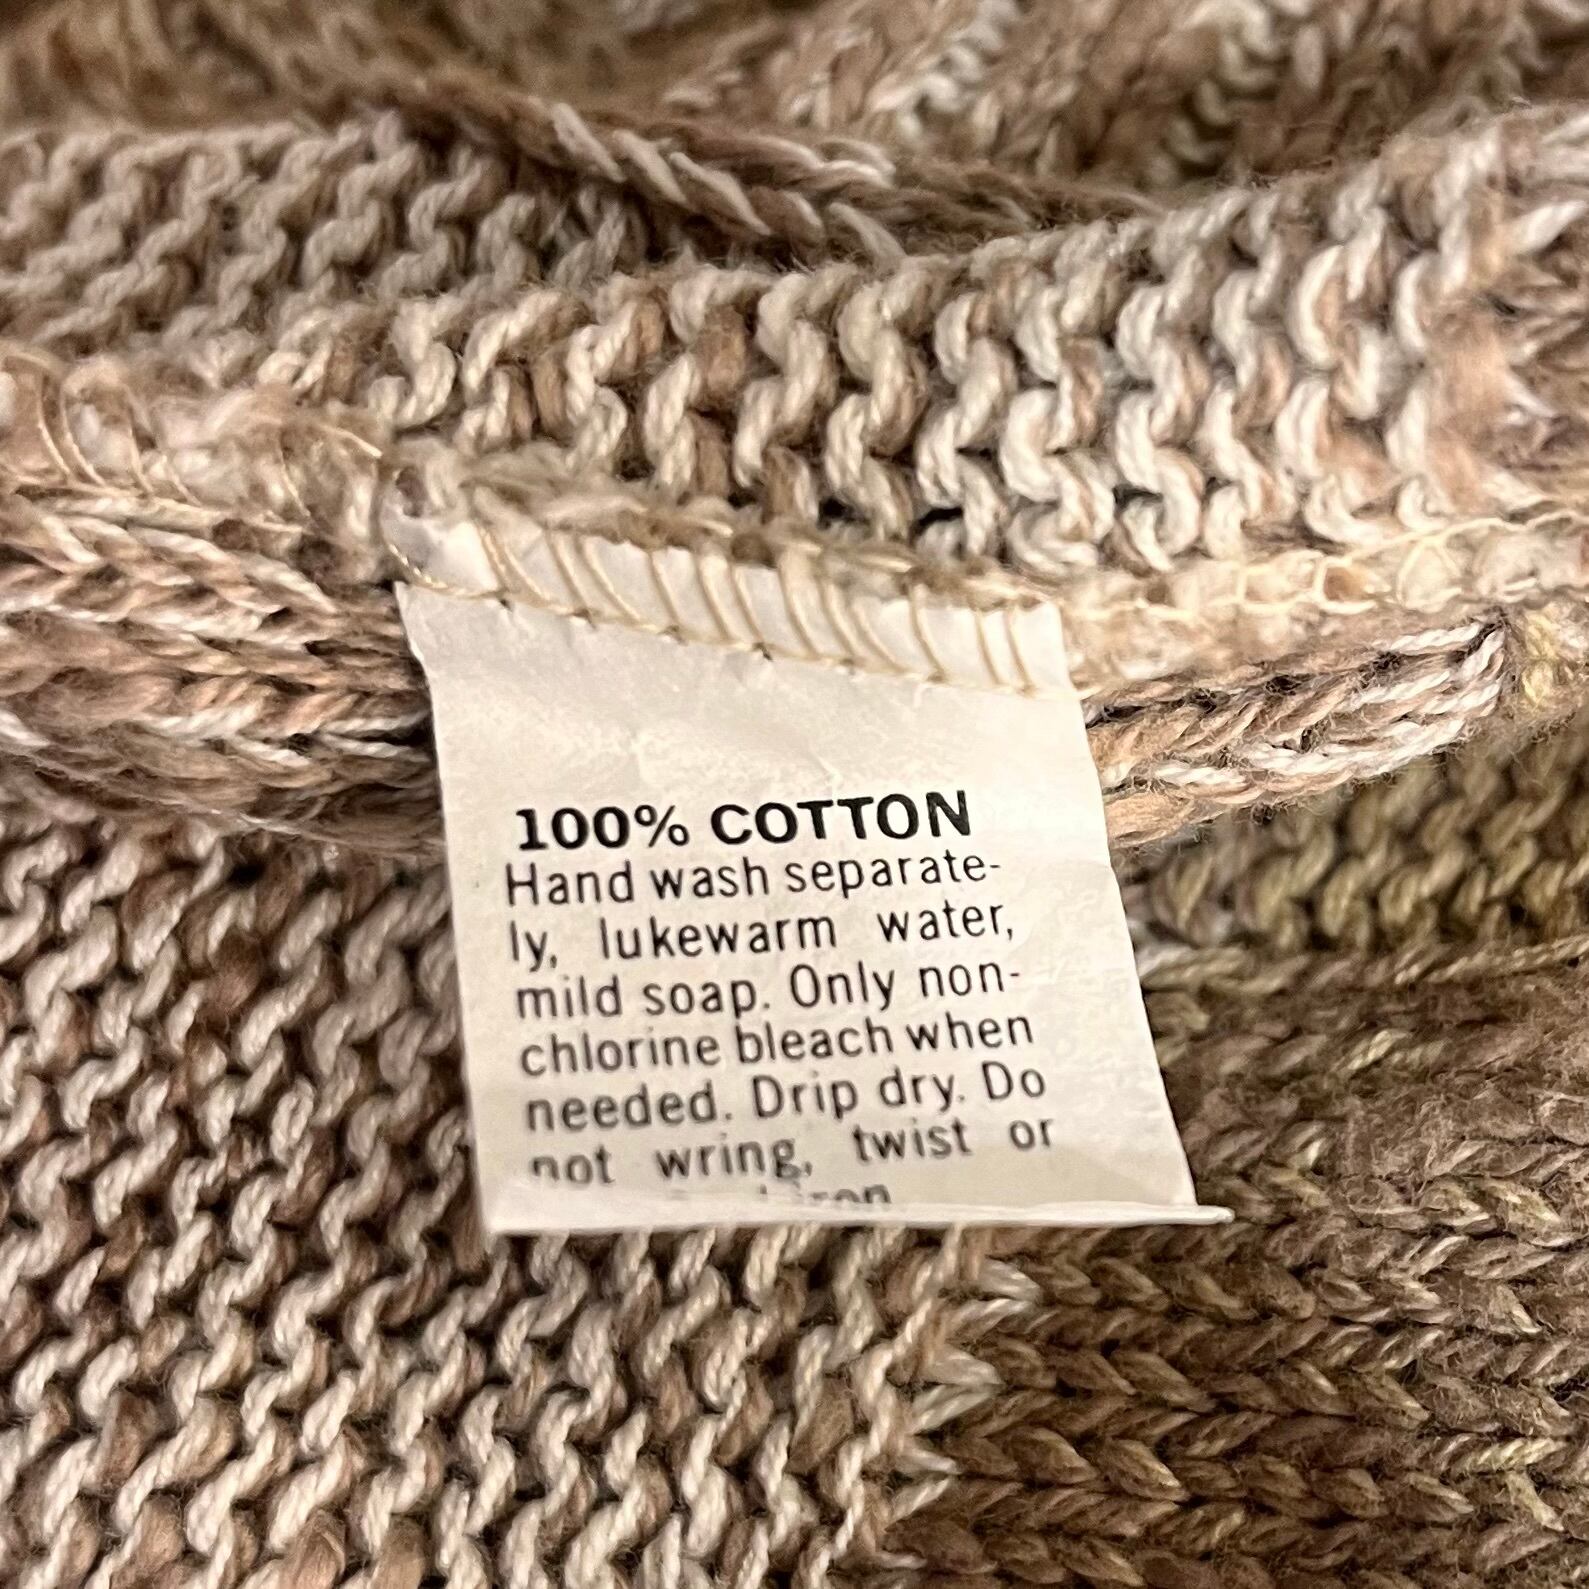 100% COTTON
Hand wash separate-
ly, lukewarm water,
mild soap. Only non-
chlorine bleach when
needed. Drip dry. Do
not wring, twist or
iron